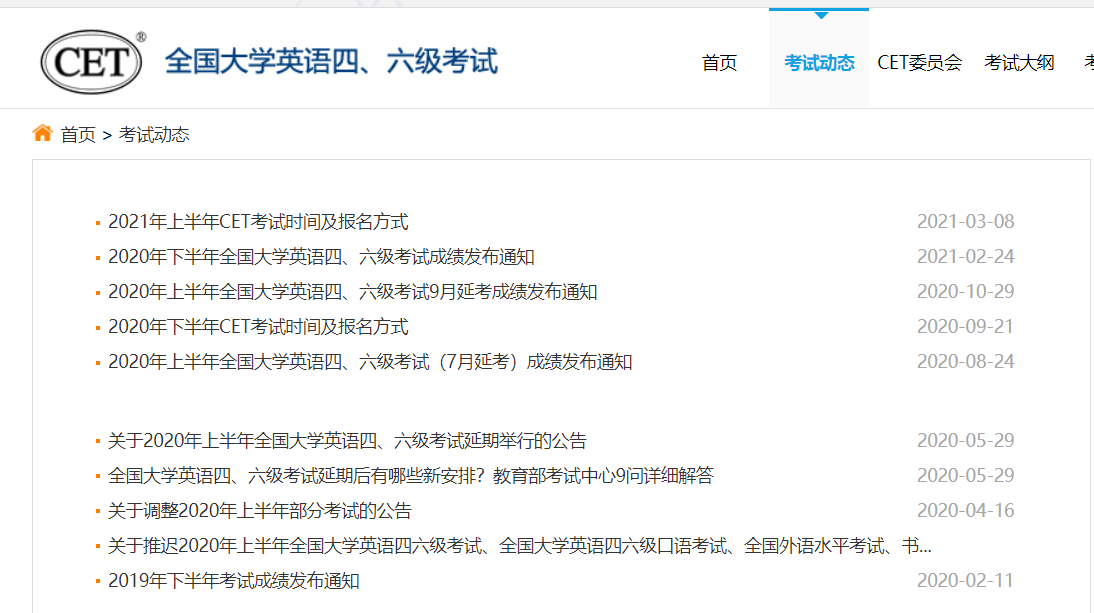 CET® 全国大学英语四、六级考试
首页 考试动态 CET委员会 考试大纲
首页 > 考试动态
2021年上半年CET考试时间及报名方式 2021-03-08
2020年下半年全国大学英语四、六级考试成绩发布通知 2021-02-24
2020年上半年全国大学英语四、六级考试9月延考成绩发布通知 2020-10-29
2020年下半年CET考试时间及报名方式 2020-09-21
2020年上半年全国大学英语四、六级考试（7月延考）成绩发布通知 2020-08-24
关于2020年上半年全国大学英语四、六级考试延期举行的公告 2020-05-29
全国大学英语四、六级考试延期后有哪些新安排？教育部考试中心9问详细解答 2020-05-29
关于调整2020年上半年部分考试的公告 2020-04-16
关于推迟2020年上半年全国大学英语四六级考试、全国大学英语四六级口语考试、全国外语水平考试、书...
2019年下半年考试成绩发布通知 2020-02-11